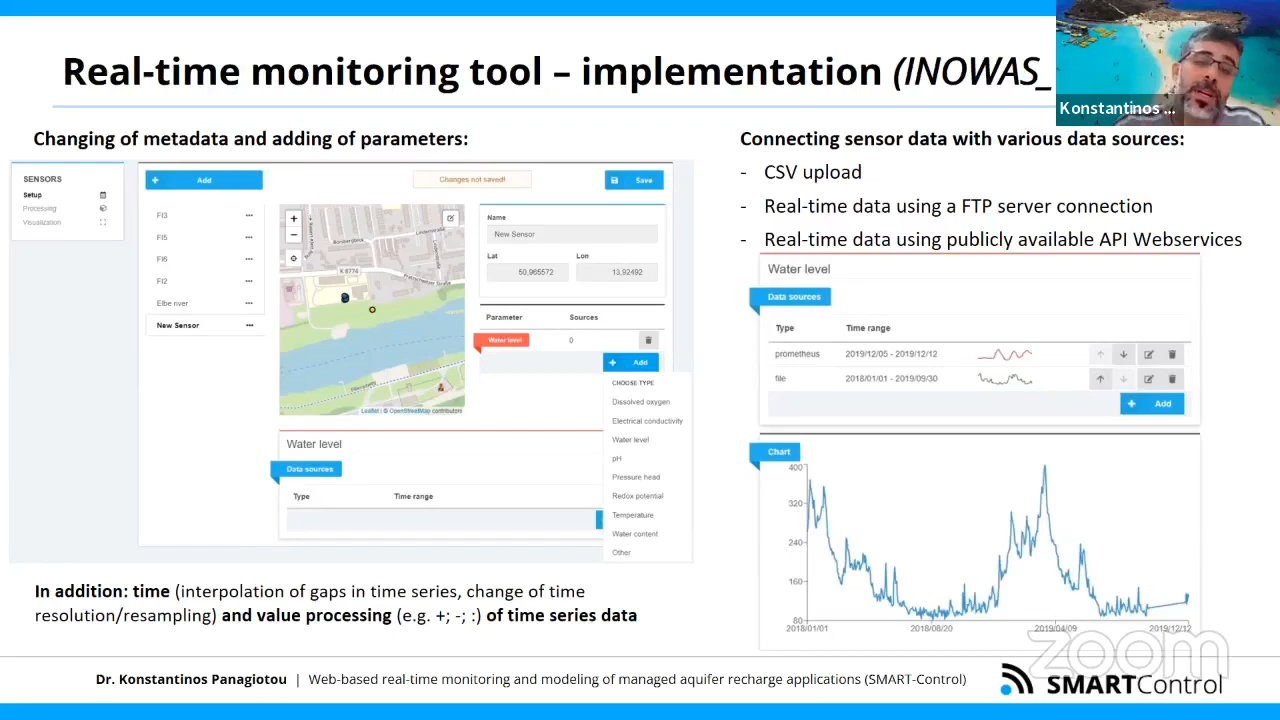 Real-time monitoring tool – implementation (INOWAS_
Konstantinos ...
Changing of metadata and adding of parameters:
SENSORS
Setup
Processing
Visualization
+ Add
Changes not saved!
Save
FI3
FI5
FI6
FI2
Elbe river
New Sensor
+
−
K 8774
Leaflet | © OpenStreetMap contributors
Name
New Sensor
Lat
Lon
50,965572
13,92492
Parameter
Sources
Water level
0
+ Add
CHOOSE TYPE
Dissolved oxygen
Electrical conductivity
Water level
pH
Pressure head
Redox potential
Temperature
Water content
Other
Water level
Data sources
Type
Time range
In addition: time (interpolation of gaps in time series, change of time
resolution/resampling) and value processing (e.g. +; -; :) of time series data
Connecting sensor data with various data sources:
- CSV upload
- Real-time data using a FTP server connection
- Real-time data using publicly available API Webservices
Water level
Data sources
Type
Time range
prometheus
2019/12/05 - 2019/12/12
file
2018/01/01 - 2019/09/30
+ Add
Chart
400
320
240
160
80
2018/01/01
2018/08/20
2019/04/09
2019/12/12
zoom
Dr. Konstantinos Panagiotou | Web-based real-time monitoring and modeling of managed aquifer recharge applications (SMART-Control)
SMARTControl